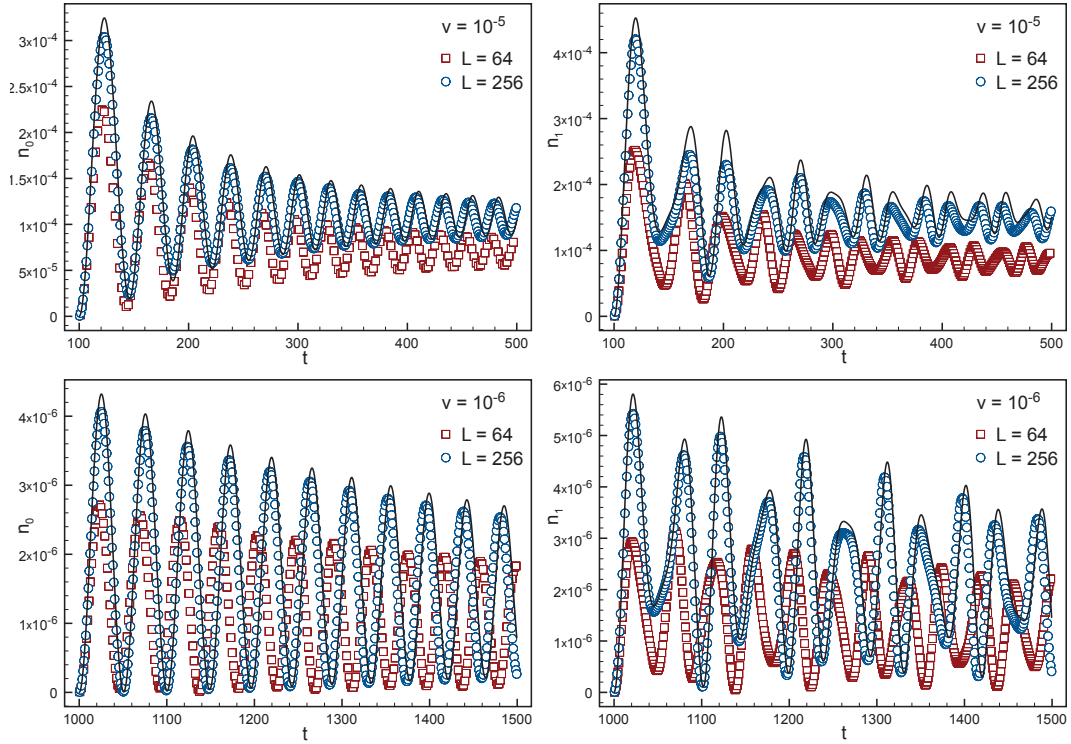 v = 10⁻⁵
L = 64
L = 256
n₀
3x10⁻⁴
3x10⁻⁴
2x10⁻⁴
1.5x10⁻⁴
1x10⁻⁴
5x10⁻⁵
0
100
200
300
400
500
t
v = 10⁻⁵
L = 64
L = 256
n₁
4x10⁻⁴
2x10⁻⁴
1x10⁻⁴
0
100
200
300
400
500
t
v = 10⁻⁶
L = 64
L = 256
n₀
4x10⁻⁶
3x10⁻⁶
2x10⁻⁶
1x10⁻⁶
0
1000
1100
1200
1300
1400
1500
t
v = 10⁻⁶
L = 64
L = 256
n₁
6x10⁻⁶
5x10⁻⁶
4x10⁻⁶
3x10⁻⁶
2x10⁻⁶
1x10⁻⁶
0
1000
1100
1200
1300
1400
1500
t